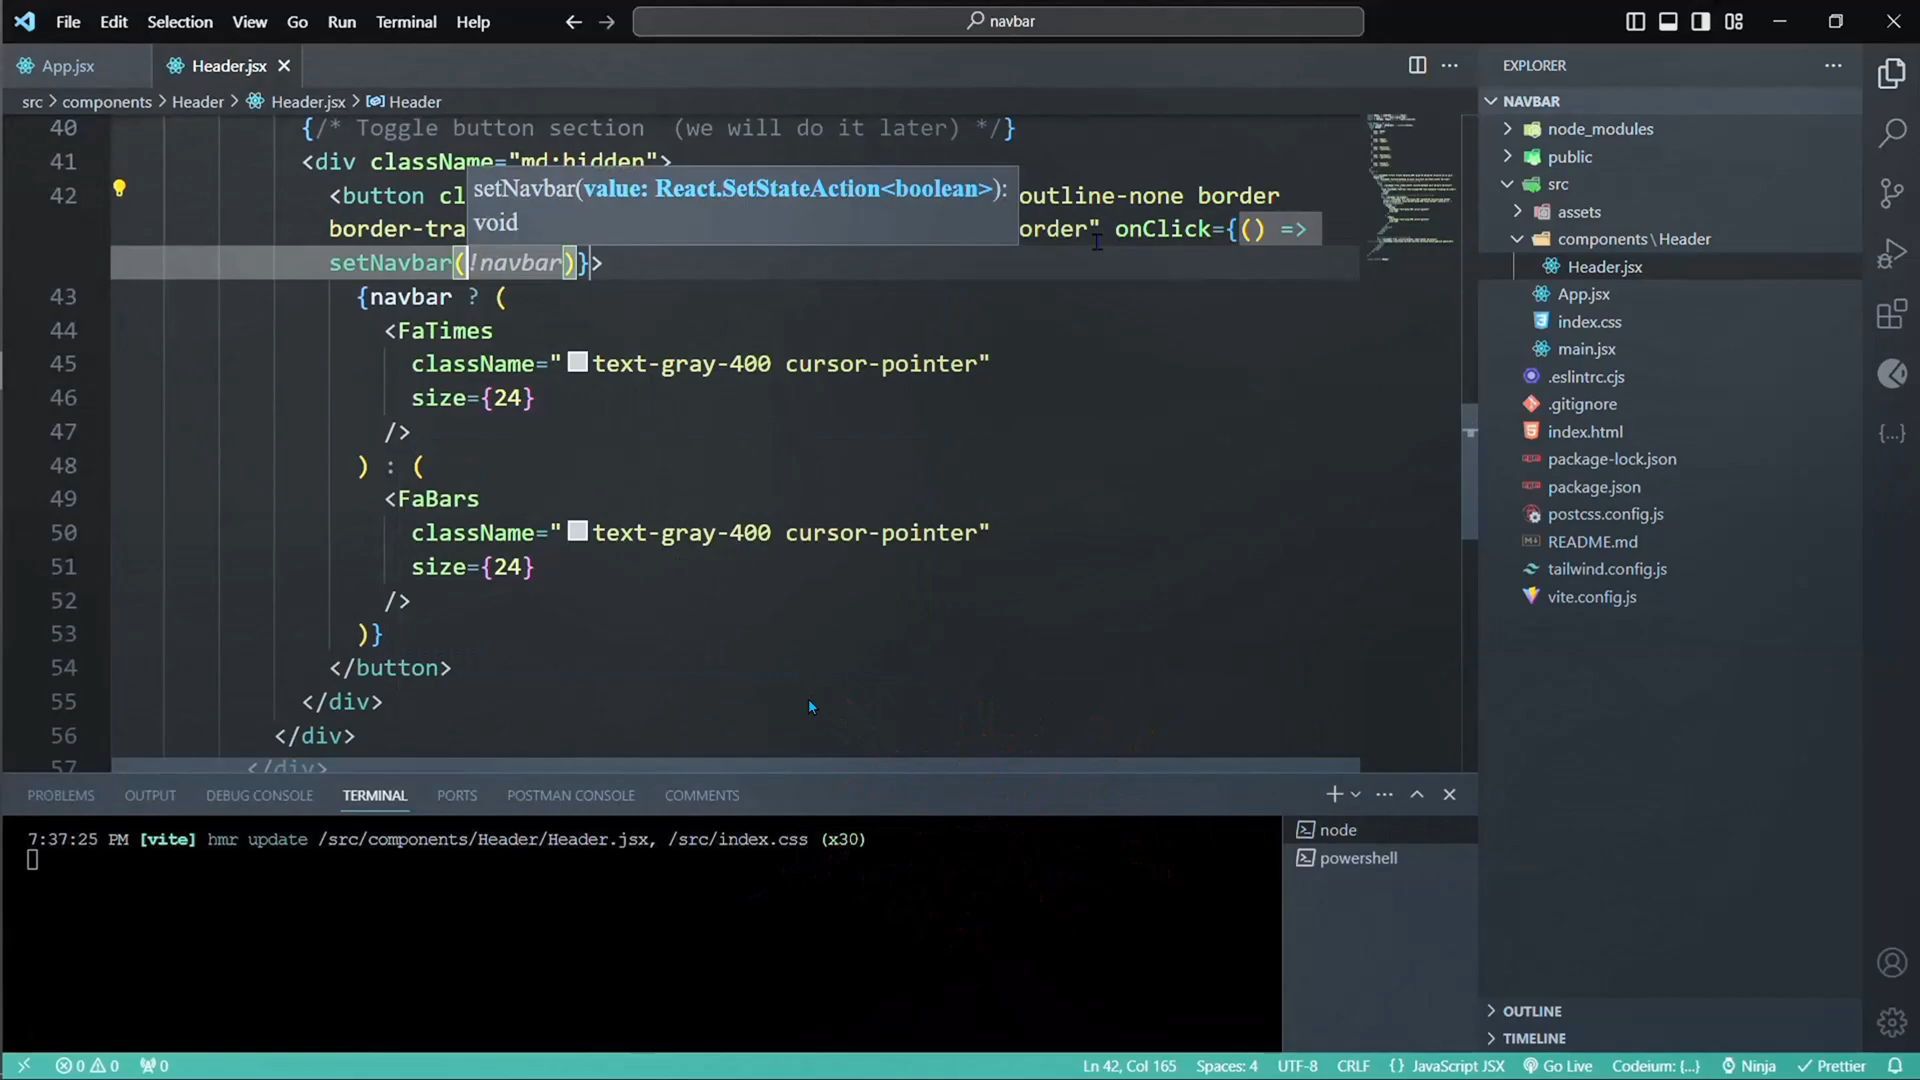 File Edit Selection View Go Run Terminal Help navbar
App.jsx Header.jsx
src > components > Header > Header.jsx > Header
40 {/* Toggle button section (we will do it later) */}
41 <div className="md:hidden">
setNavbar(value: React.SetStateAction<boolean>):
void
42 <button cl outline-none border
border-tra order" onClick={() =>
setNavbar(!navbar)}>
43 {navbar ? (
44 <FaTimes
45 className="text-gray-400 cursor-pointer"
46 size={24}
47 />
48 ) : (
49 <FaBars
50 className="text-gray-400 cursor-pointer"
51 size={24}
52 />
53 )}
54 </button>
55 </div>
56 </div>
57 </div>
EXPLORER
NAVBAR
node_modules
public
src
assets
components\Header
Header.jsx
App.jsx
index.css
main.jsx
.eslintrc.cjs
.gitignore
index.html
package-lock.json
package.json
postcss.config.js
README.md
tailwind.config.js
vite.config.js
OUTLINE
TIMELINE
PROBLEMS OUTPUT DEBUG CONSOLE TERMINAL PORTS POSTMAN CONSOLE COMMENTS
7:37:25 PM [vite] hmr update /src/components/Header/Header.jsx, /src/index.css (x30)
node
powershell
0 0 0 Ln 42, Col 165 Spaces: 4 UTF-8 CRLF {} JavaScript JSX Go Live Codeium: {...} Ninja Prettier